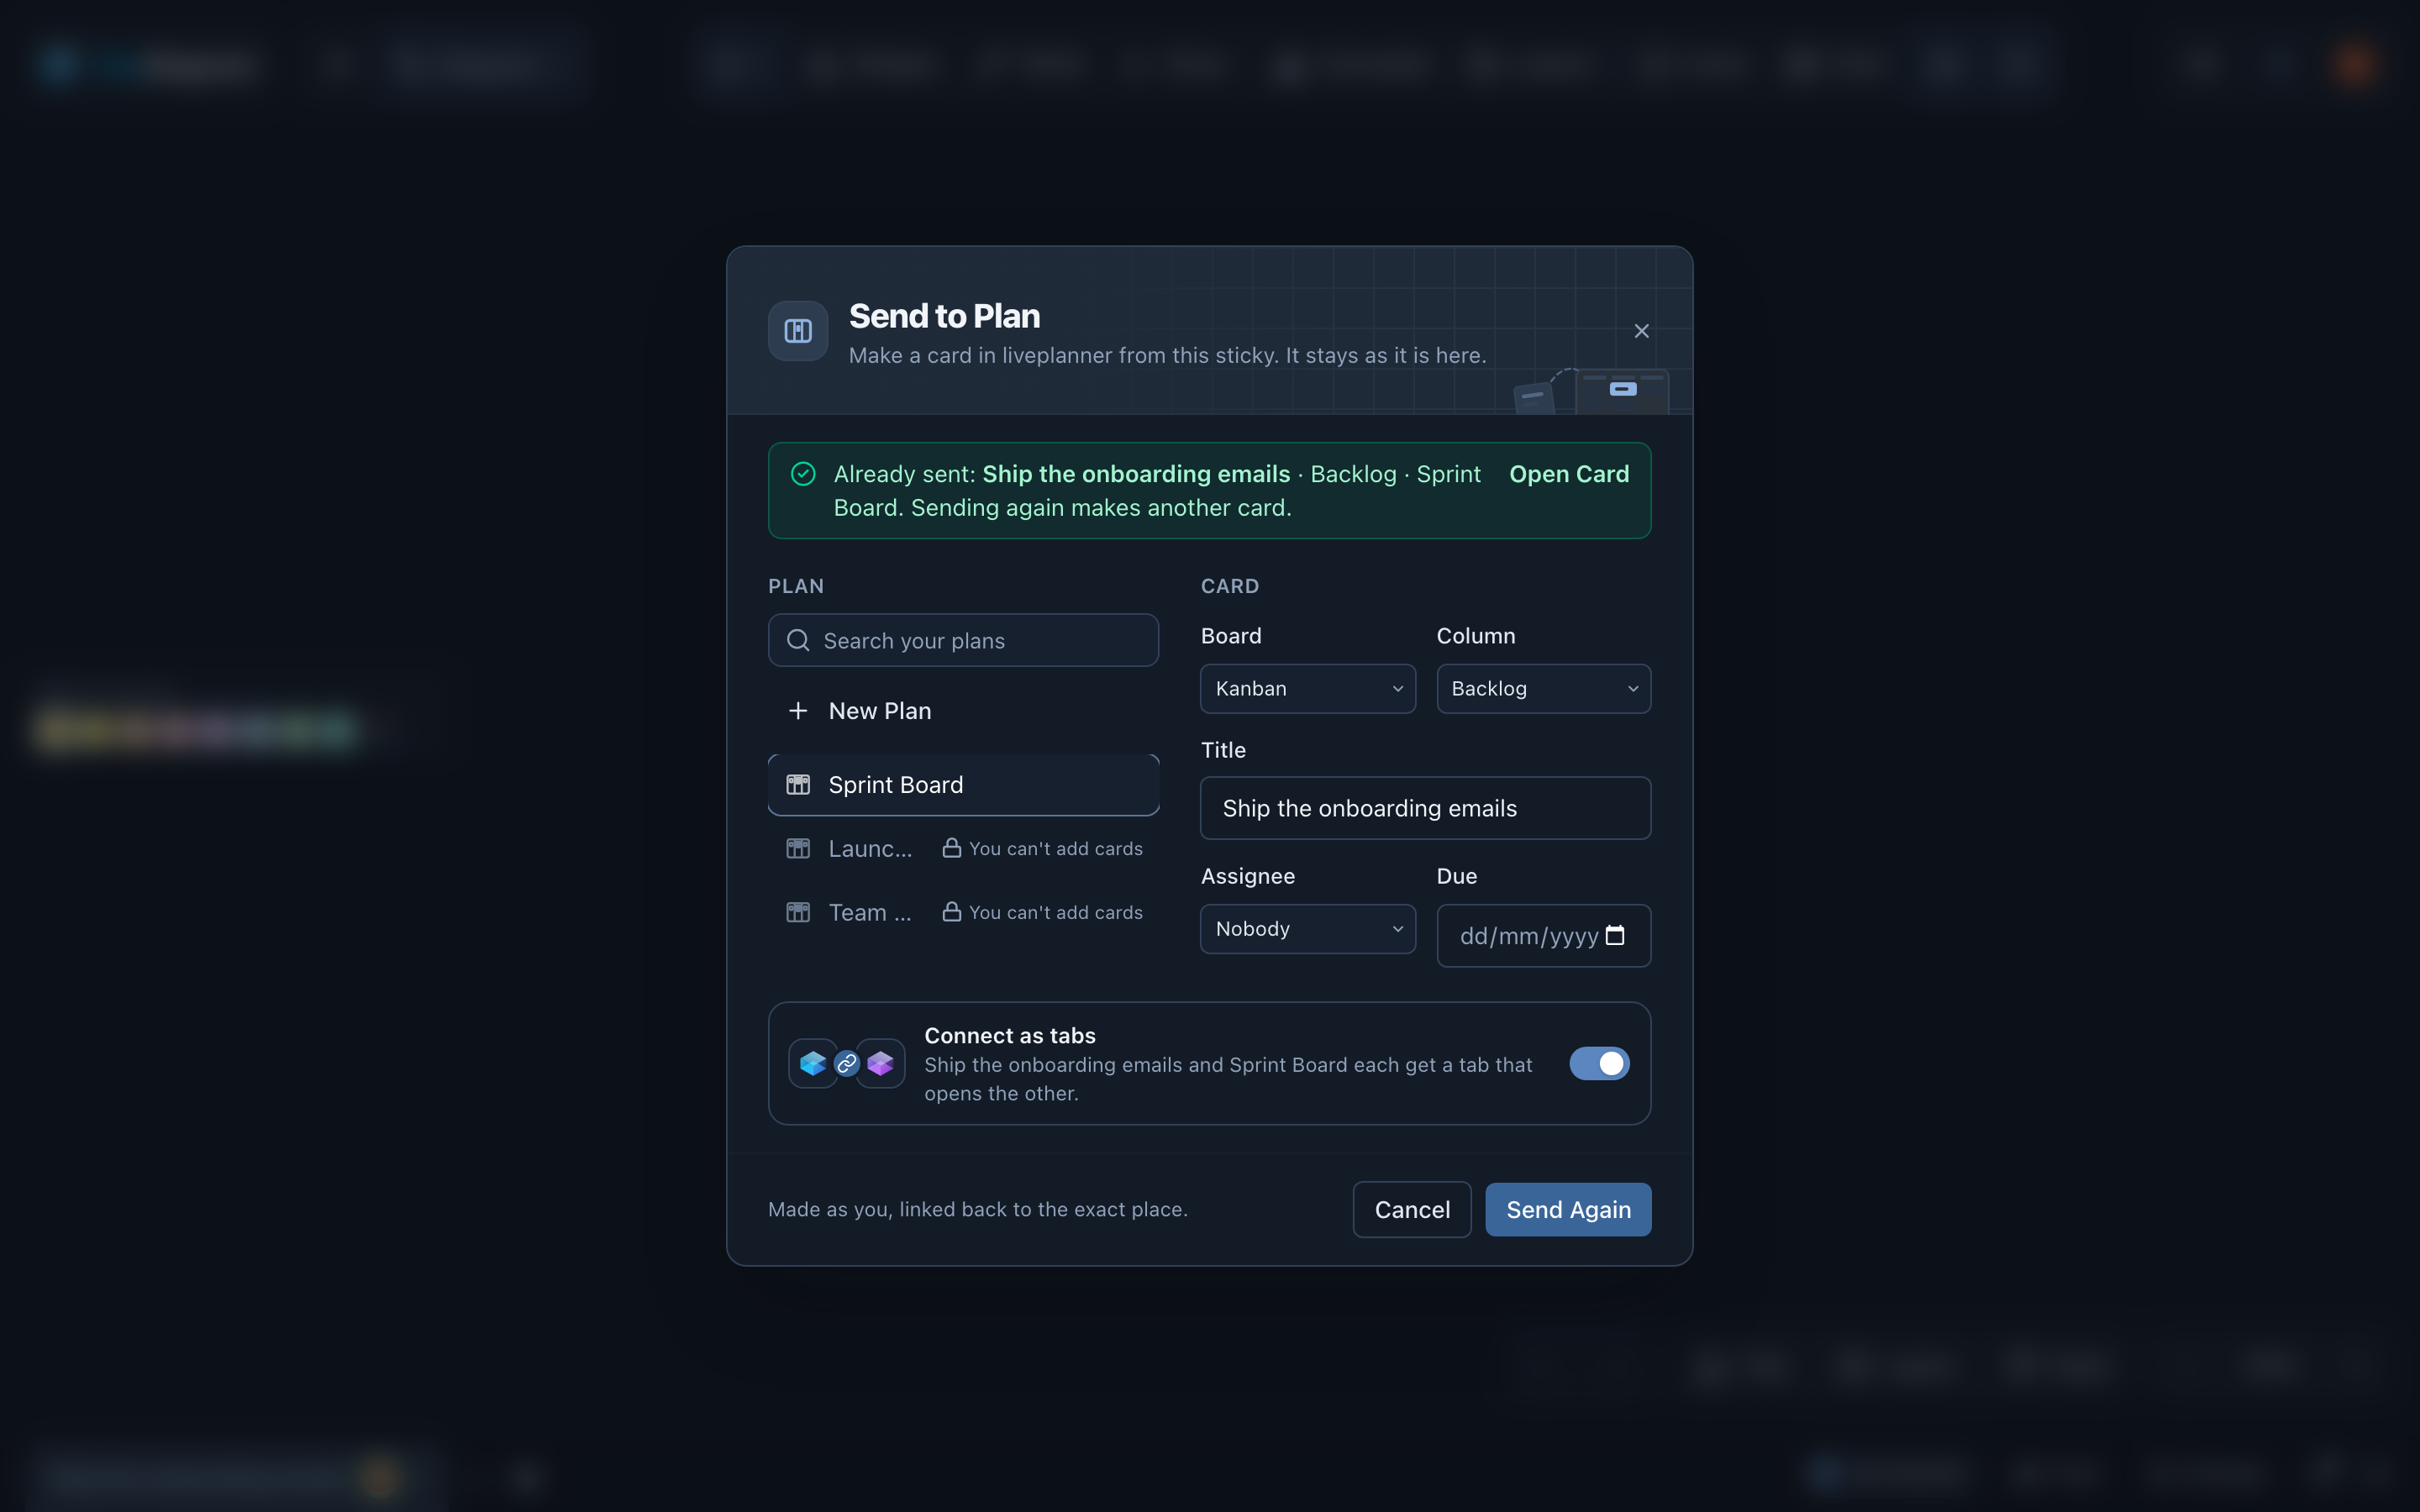 Send to Plan
Make a card in liveplanner from this sticky. It stays as it is here.
Already sent: Ship the onboarding emails · Backlog · Sprint
Board. Sending again makes another card.
Open Card
PLAN
Search your plans
New Plan
Sprint Board
Launc... You can't add cards
Team ... You can't add cards
CARD
Board
Column
Kanban
Backlog
Title
Ship the onboarding emails
Assignee
Due
Nobody
dd/mm/yyyy
Connect as tabs
Ship the onboarding emails and Sprint Board each get a tab that
opens the other.
Made as you, linked back to the exact place.
Cancel
Send Again